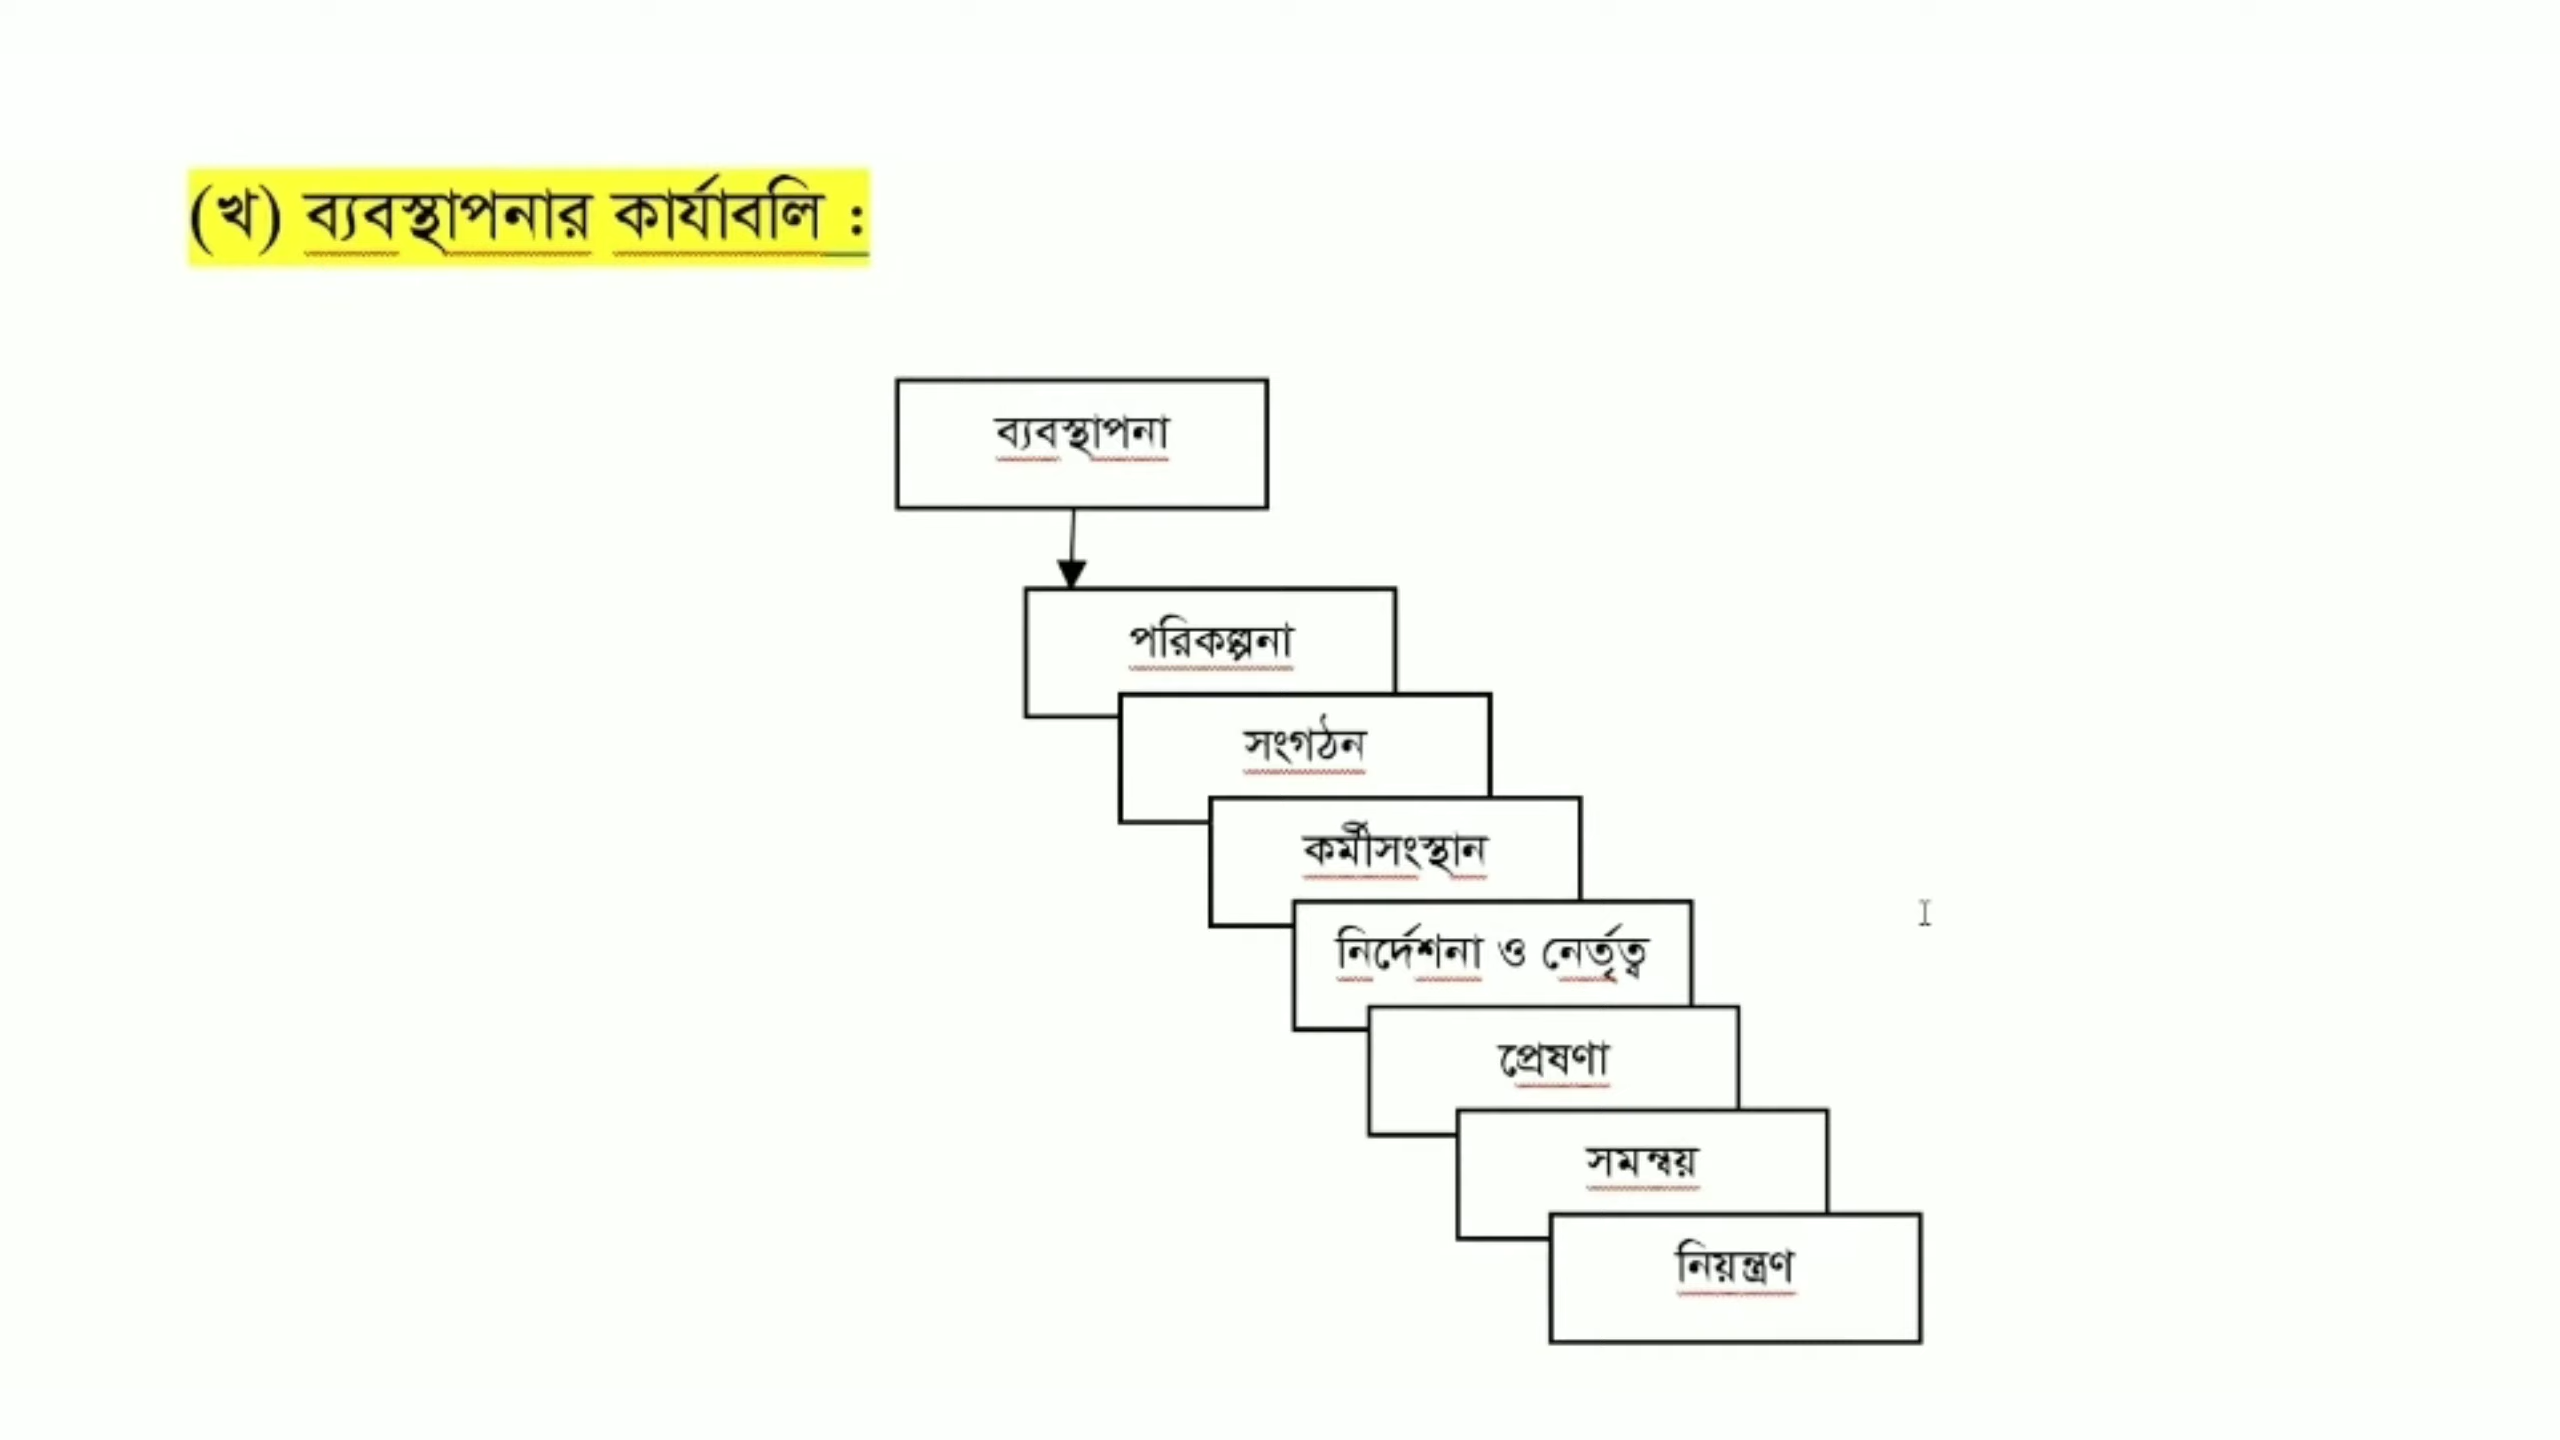 (খ) ব্যবস্থাপনার কার্যাবলি :
ব্যবস্থাপনা
পরিকল্পনা
সংগঠন
কর্মীসংস্থান
নির্দেশনা ও নের্তৃত্ব
প্রেষণা
সমন্বয়
নিয়ন্ত্রণ